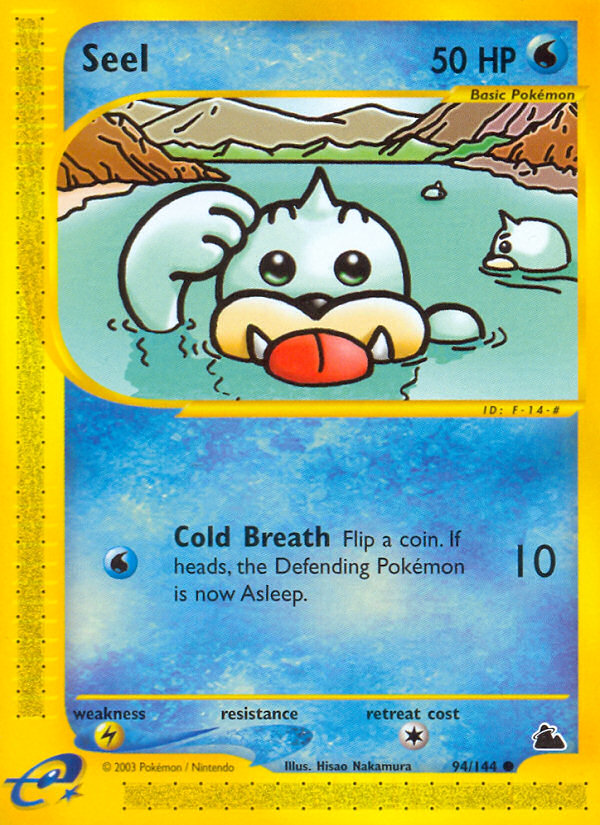 Seel
50 HP
Basic Pokémon
ID: F-14-#
Cold Breath Flip a coin. If
heads, the Defending Pokémon
is now Asleep.
10
weakness
resistance
retreat cost
© 2003 Pokémon / Nintendo
Illus. Hisao Nakamura
94/144 ●